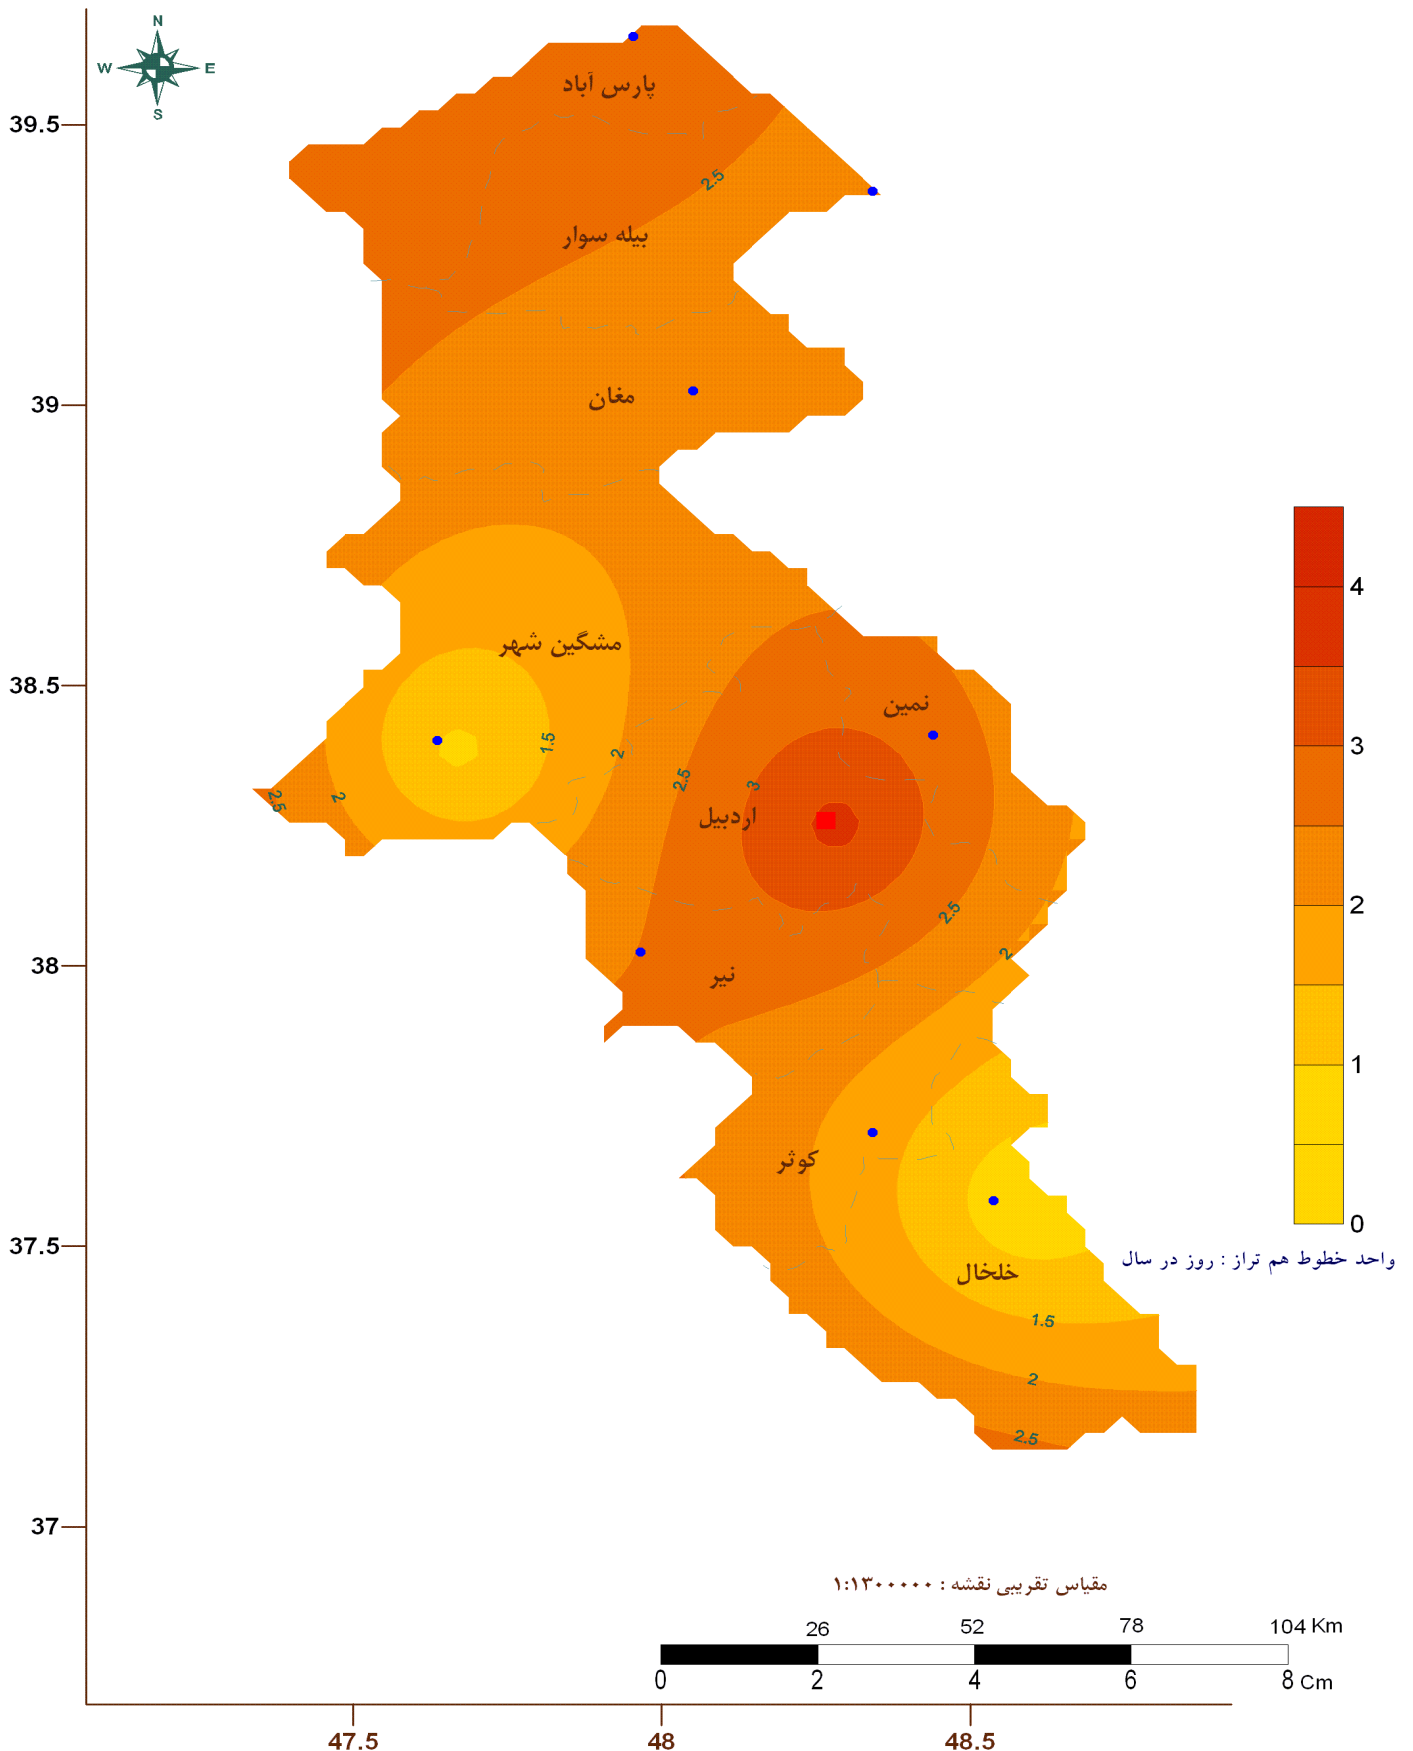 N
W E
S
پارس آباد
39.5
2.5
بیله سوار
39
مغان
مشگین شهر
4
38.5
نمین
1.5
2
2.5
3
3
2.5
2
اردبیل
2.5
2
2
38
نیر
1
کوثر
0
37.5
خلخال
واحد خطوط هم تراز : روز در سال
1.5
2
2.5
37
مقیاس تقریبی نقشه : ۱:۱۳۰۰۰۰۰
26 52 78 104 Km
0 2 4 6 8 Cm
47.5 48 48.5